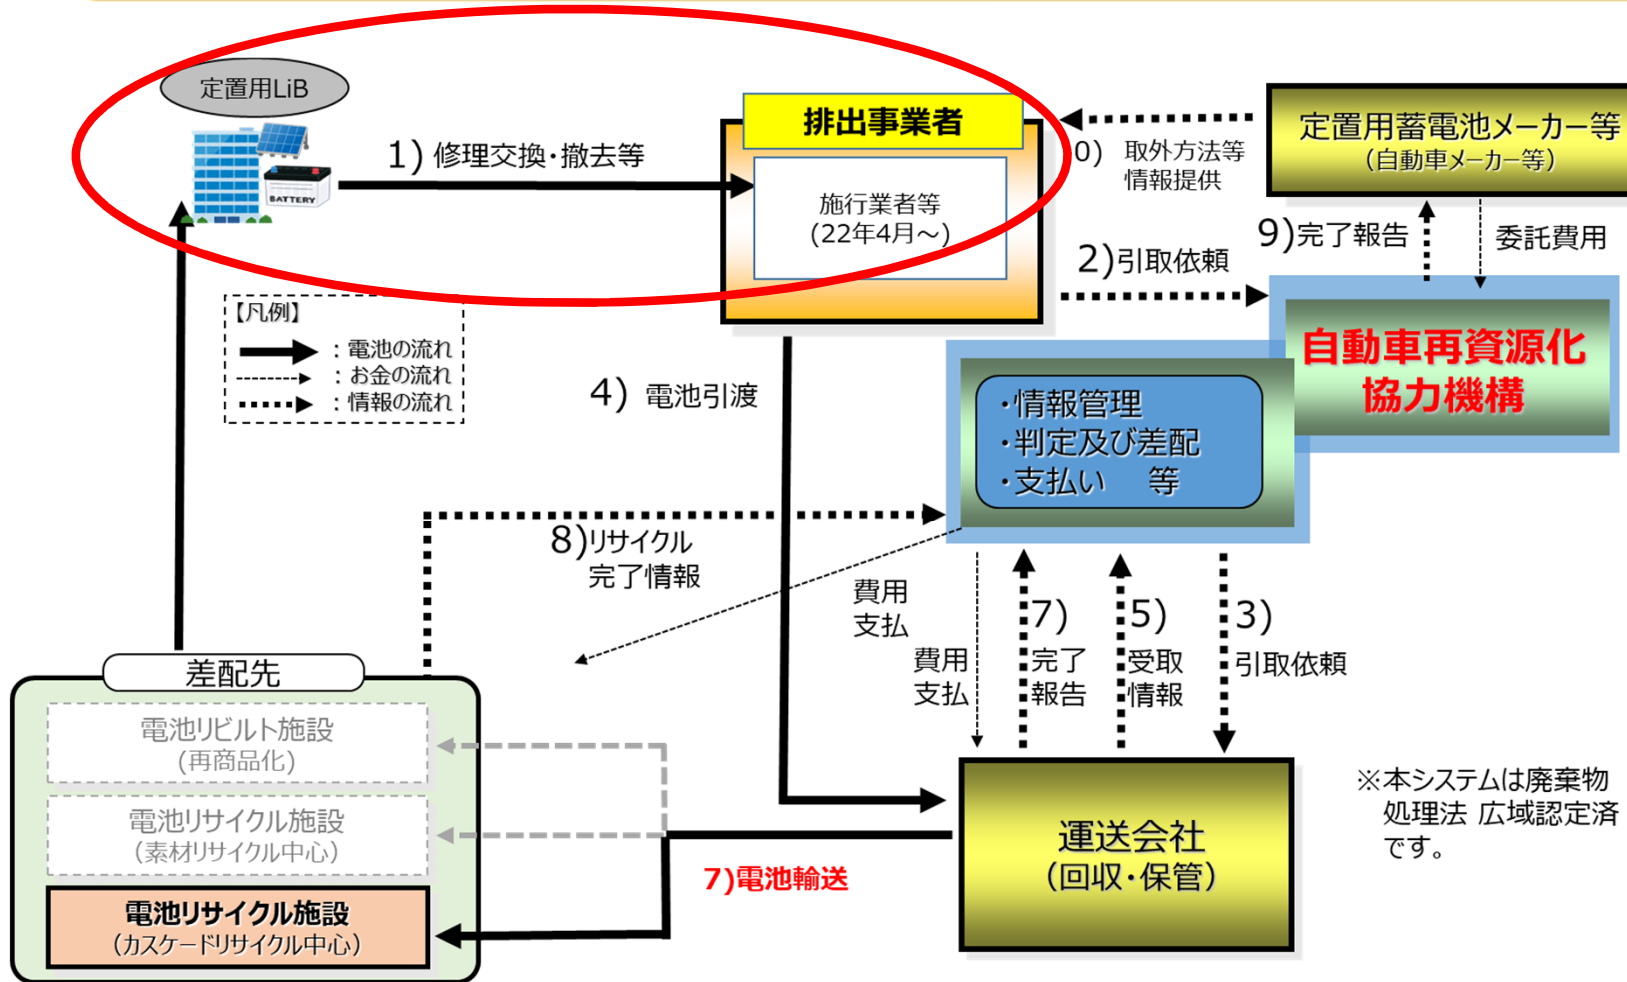 定置用LiB
BATTERY
1) 修理交換・撤去等
排出事業者
施行業者等
(22年4月～)
0) 取外方法等
情報提供
定置用蓄電池メーカー等
(自動車メーカー等)
2)引取依頼
9)完了報告
委託費用
【凡例】
：電池の流れ
：お金の流れ
：情報の流れ
自動車再資源化
協力機構
・情報管理
・判定及び差配
・支払い 等
4) 電池引渡
8)リサイクル
完了情報
費用
支払
費用
支払
7)
完了
報告
5)
受取
情報
3)
引取依頼
差配先
電池リビルト施設
(再商品化)
電池リサイクル施設
(素材リサイクル中心)
電池リサイクル施設
(カスケードリサイクル中心)
7)電池輸送
運送会社
(回収・保管)
※本システムは廃棄物
処理法 広域認定済
です。